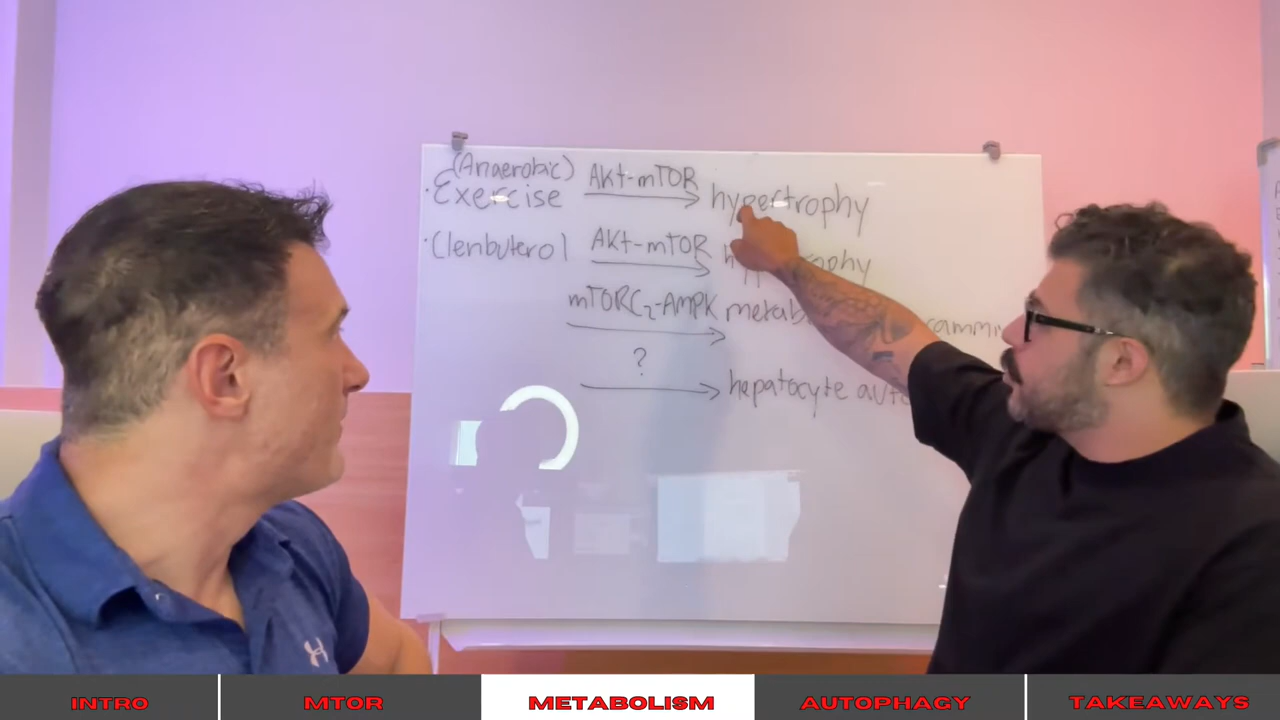 (Anaerobic)
· Exercise Akt-mTOR hypertrophy
· Clenbuterol Akt-mTOR
mTORC2-AMPK
?
hepatocyte
INTRO MTOR METABOLISM AUTOPHAGY TAKEAWAYS